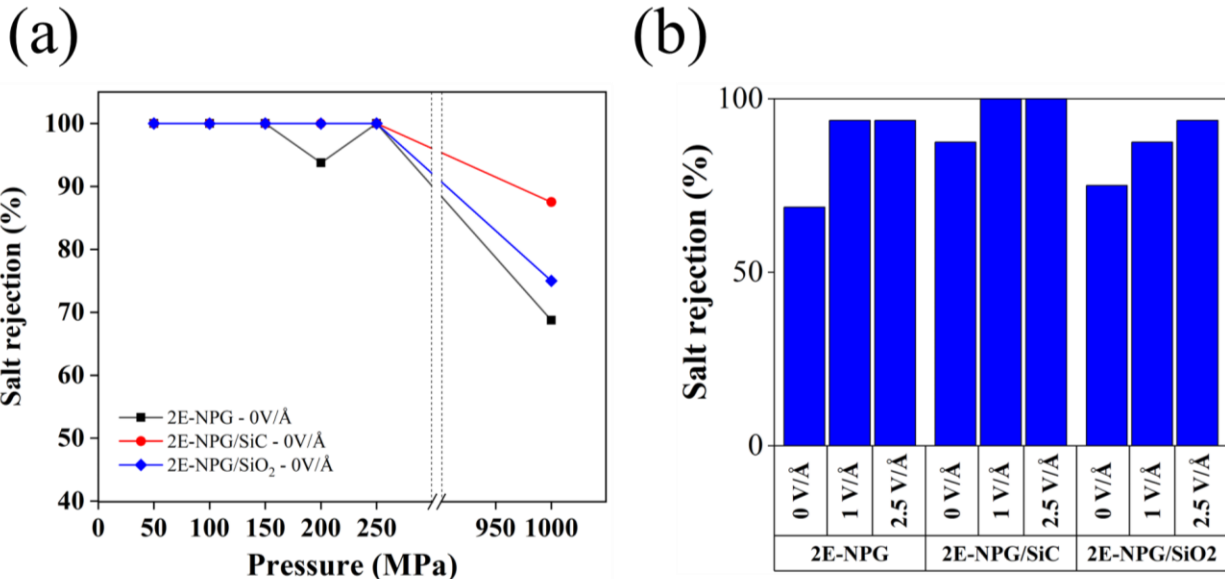 (a)
Salt rejection (%)
100
90
80
70
60
50
40
2E-NPG - 0V/Å
2E-NPG/SiC - 0V/Å
2E-NPG/SiO₂ - 0V/Å
0 50 100 150 200 250 950 1000
Pressure (MPa)
(b)
Salt rejection (%)
100
50
0
0 V/Å
1 V/Å
2.5 V/Å
0 V/Å
1 V/Å
2.5 V/Å
0 V/Å
1 V/Å
2.5 V/Å
2E-NPG 2E-NPG/SiC 2E-NPG/SiO2